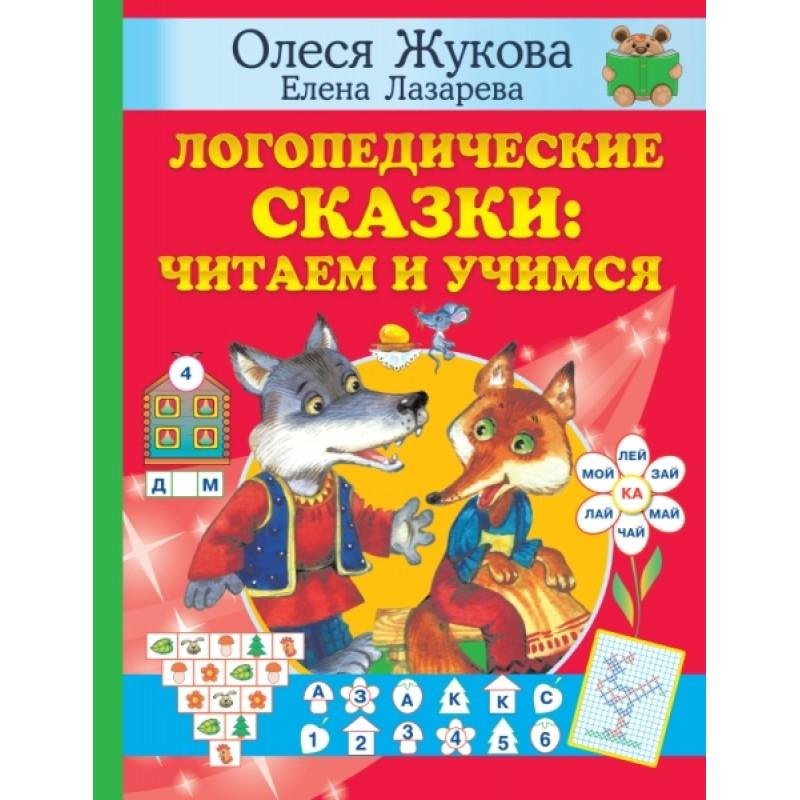 Олеся Жукова
Елена Лазарева
ЛОГОПЕДИЧЕСКИЕ
СКАЗКИ:
ЧИТАЕМ И УЧИМСЯ
4
Д М
ЛЕЙ
МОЙ ЗАЙ
КА
ЛАЙ МАЙ
ЧАЙ
А З А К К С
1 2 3 4 5 6